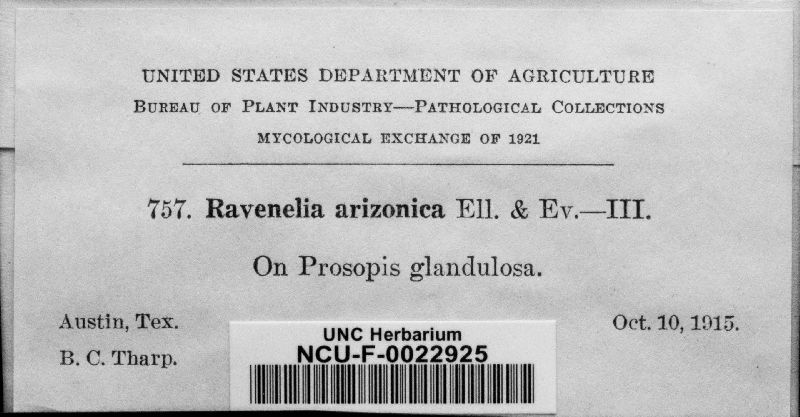 UNITED STATES DEPARTMENT OF AGRICULTURE
BUREAU OF PLANT INDUSTRY—PATHOLOGICAL COLLECTIONS
MYCOLOGICAL EXCHANGE OF 1921
757. Ravenelia arizonica Ell. & Ev.—III.
On Prosopis glandulosa.
Austin, Tex.
Oct. 10, 1915.
B. C. Tharp.
UNC Herbarium
NCU-F-0022925